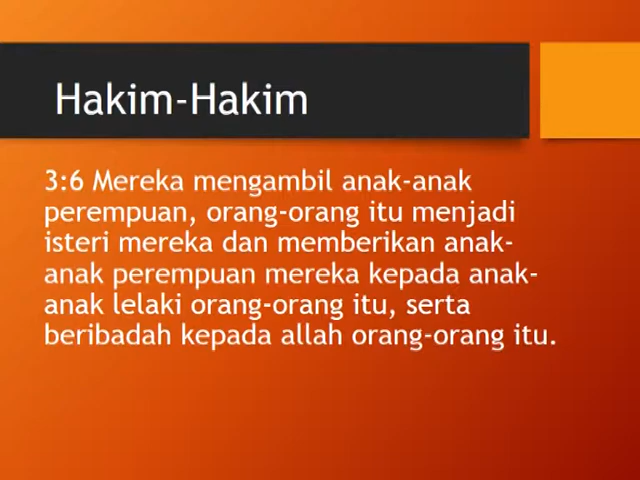 Hakim-Hakim
3:6 Mereka mengambil anak-anak
perempuan, orang-orang itu menjadi
isteri mereka dan memberikan anak-
anak perempuan mereka kepada anak-
anak lelaki orang-orang itu, serta
beribadah kepada allah orang-orang itu.